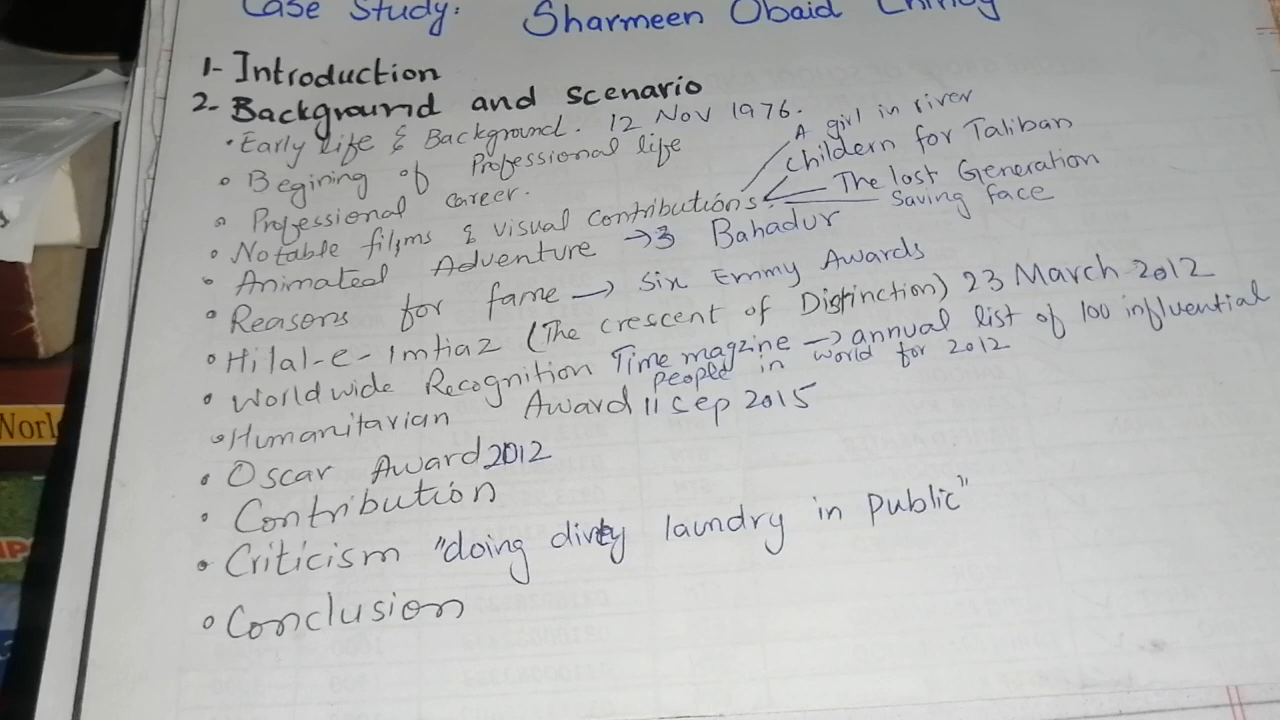 Case Study: Sharmeen Obaid Chinoy
1- Introduction
2- Background and scenario
• Early Life & Background. 12 Nov 1976.
• Begining of Professional life
• Professional career.
• Notable films & visual contributions
A girl in river
childern for Taliban
The lost Generation
Saving face
• Animated Adventure → 3 Bahadur
• Reasons for fame → Six Emmy Awards
• Hilal-e-Imtiaz (The crescent of Distinction) 23 March 2012
• Worldwide Recognition Time magzine → annual list of 100 influential
people in world for 2012
• Humanitarian Award 11 sep 2015
• Oscar Award 2012
• Contribution
• Criticism "doing dirty laundry in public"
• Conclusion
Worl